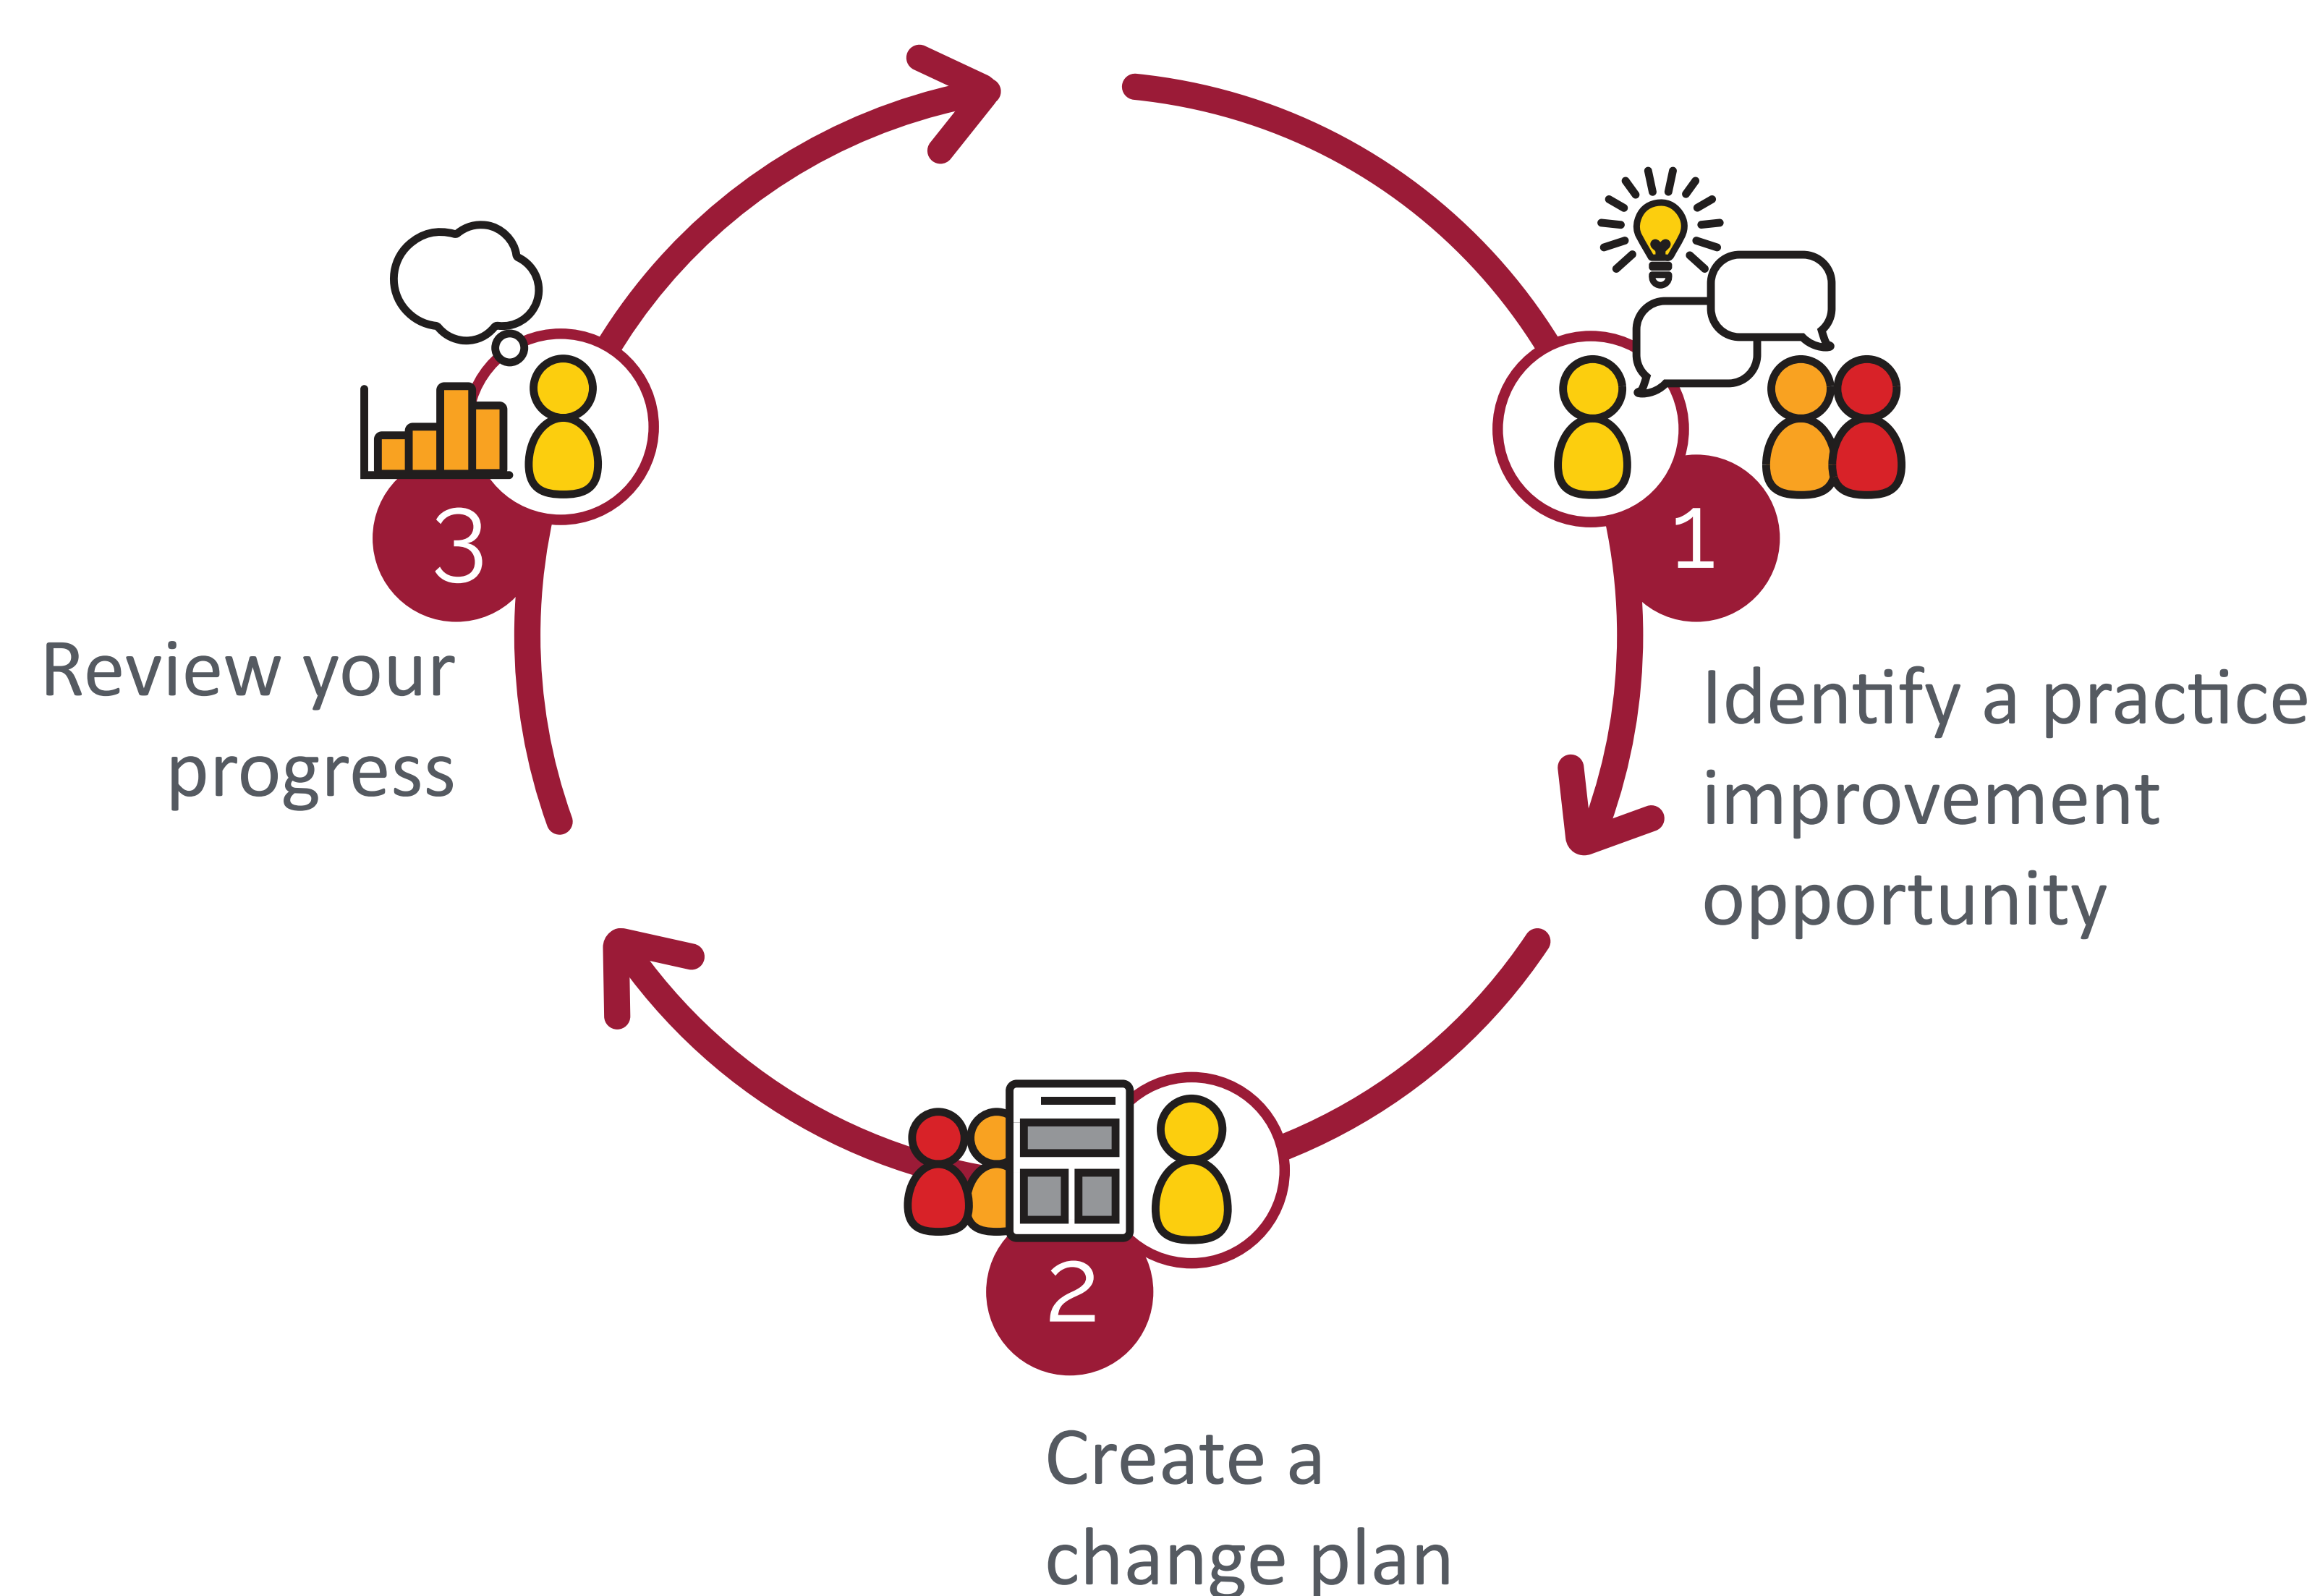 1
Identify a practice
improvement
opportunity
2
Create a
change plan
3
Review your
progress